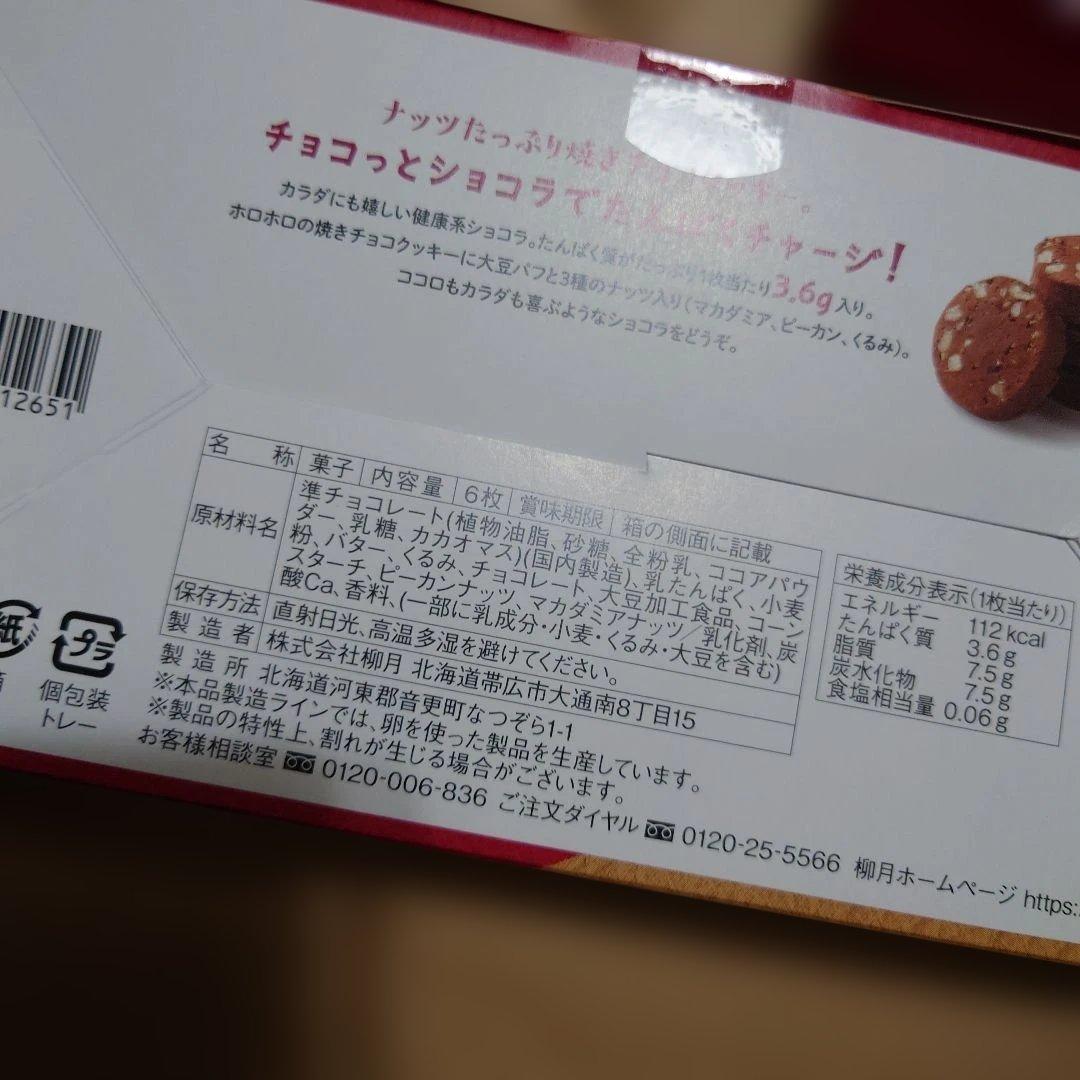 ナッツたっぷり焼き
チョコっとショコラでたんぱくチャージ!
カラダにも嬉しい健康系ショコラ。たんぱく質がたっぷり1枚当たり3.6g入り。
ホロホロの焼きチョコクッキーに大豆パフと3種のナッツ入り(マカダミア、ピーカン、くるみ)。
ココロもカラダも喜ぶようなショコラをどうぞ。
12651
名 称 菓子 内容量 6枚 賞味期限 箱の側面に記載
原材料名 準チョコレート(植物油脂、砂糖、全粉乳、ココアパウ
ダー、乳糖、カカオマス)(国内製造)、乳たんぱく、小麦
粉、バター、くるみ、チョコレート、大豆加工食品、コーン
スターチ、ピーカンナッツ、マカダミアナッツ/乳化剤、炭
酸Ca、香料、(一部に乳成分・小麦・くるみ・大豆を含む)
保存方法 直射日光、高温多湿を避けてください。
製造者 株式会社柳月 北海道帯広市大通南8丁目15
製造所 北海道河東郡音更町なつぞら1-1
※本品製造ラインでは、卵を使った製品を生産しています。
※製品の特性上、割れが生じる場合がございます。
お客様相談室 0120-006-836 ご注文ダイヤル 0120-25-5566 柳月ホームページ https:
栄養成分表示(1枚当たり)
エネルギー 112kcal
たんぱく質 3.6g
脂質 7.5g
炭水化物 7.5g
食塩相当量 0.06g
紙
プラ
個包装
トレー